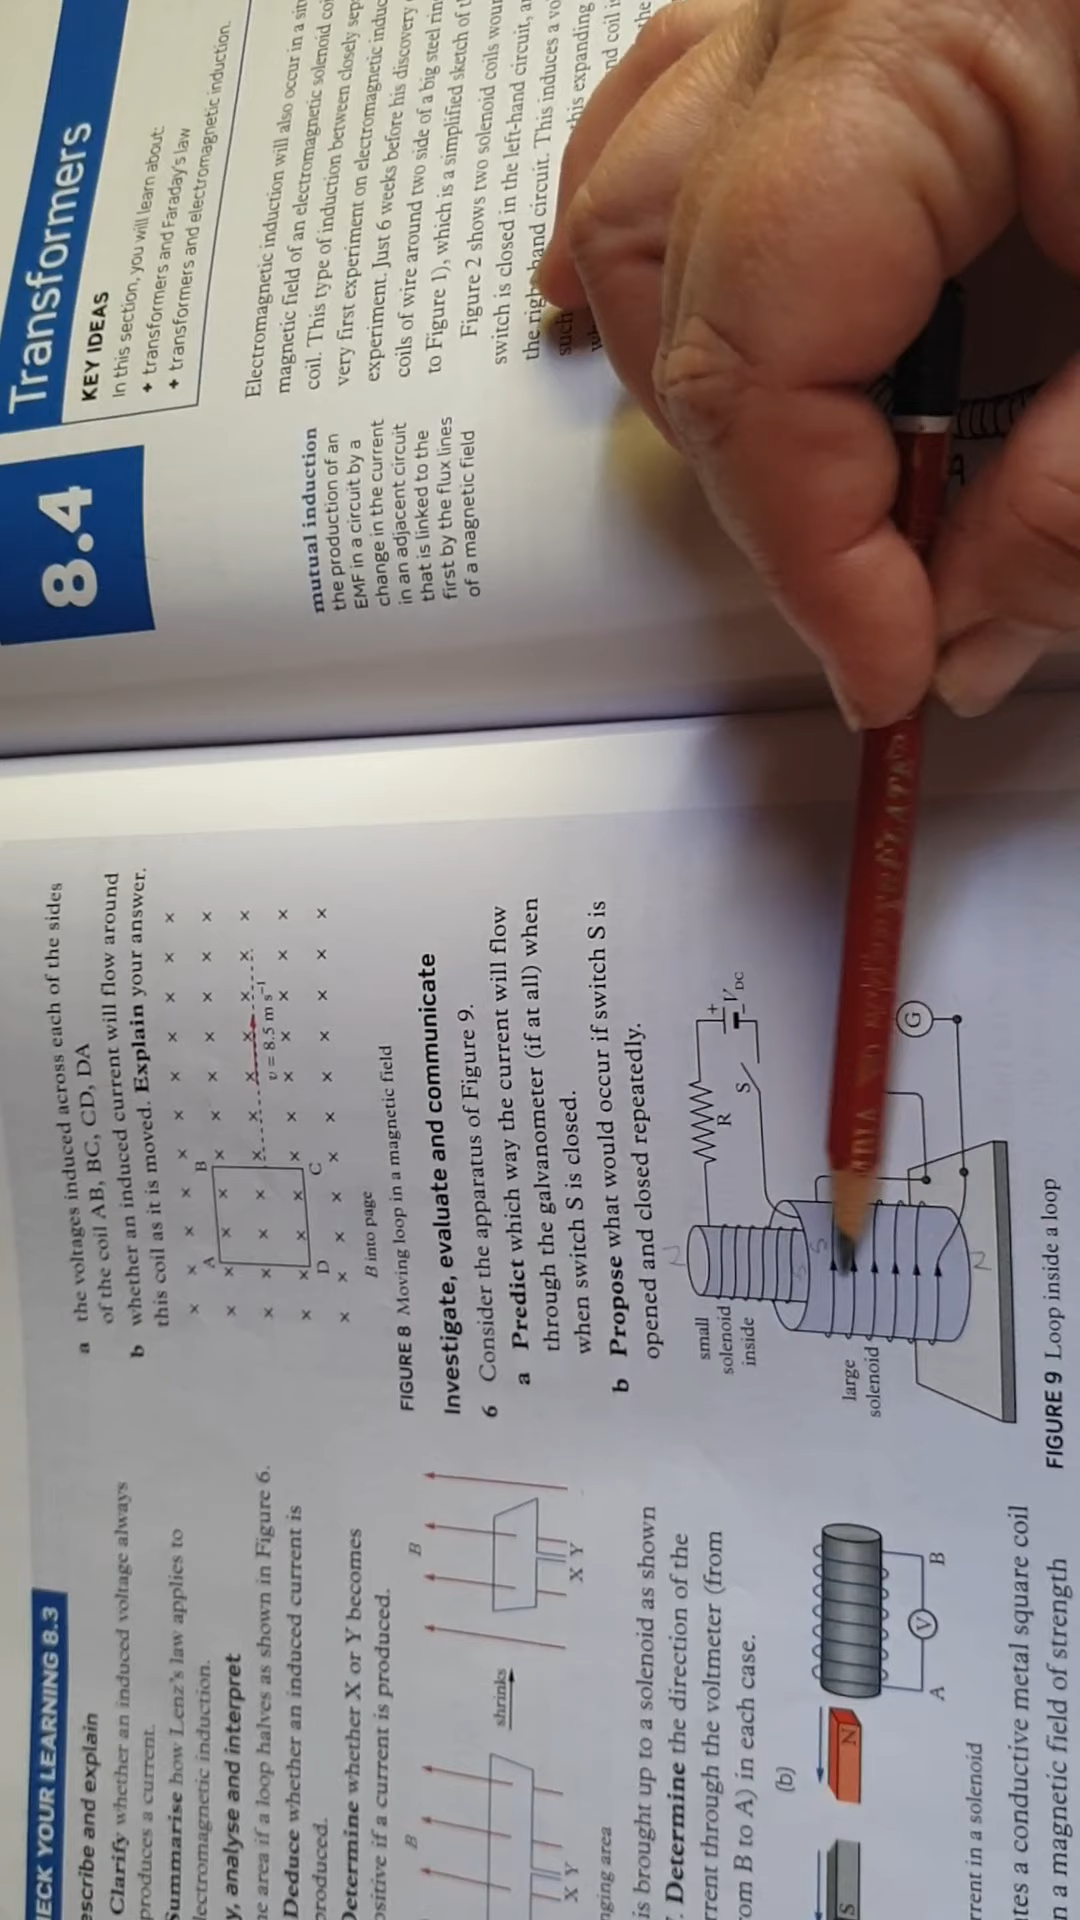 CK YOUR LEARNING 8.3
escribe and explain
Clarify whether an induced voltage always
produces a current.
Summarise how Lenz's law applies to
lectromagnetic induction.
y, analyse and interpret
ne area if a loop halves as shown in Figure 6.
Deduce whether an induced current is
produced.
Determine whether X or Y becomes
ositive if a current is produced.
B
B
shrinks
X Y
X Y
nging area
is brought up to a solenoid as shown
Determine the direction of the
rrent through the voltmeter (from
rom B to A) in each case.
(b)
S
N
V
A
B
rrent in a solenoid
ites a conductive metal square coil
n a magnetic field of strength
a the voltages induced across each of the sides
of the coil AB, BC, CD, DA
b whether an induced current will flow around
this coil as it is moved. Explain your answer.
A
B
D
C
v = 8.5 m s⁻¹
B into page
FIGURE 8 Moving loop in a magnetic field
Investigate, evaluate and communicate
6 Consider the apparatus of Figure 9.
a Predict which way the current will flow
through the galvanometer (if at all) when
when switch S is closed.
b Propose what would occur if switch S is
opened and closed repeatedly.
N
R
S
+
−
V DC
small
solenoid
inside
S
S
large
solenoid
G
N
FIGURE 9 Loop inside a loop
8.4 Transformers
KEY IDEAS
In this section, you will learn about:
✦ transformers and Faraday's law
✦ transformers and electromagnetic induction.
mutual induction
the production of an
EMF in a circuit by a
change in the current
in an adjacent circuit
that is linked to the
first by the flux lines
of a magnetic field
Electromagnetic induction will also occur in a
magnetic field of an electromagnetic solenoid
coil. This type of induction between closely
very first experiment on electromagnetic
experiment. Just 6 weeks before his discovery
coils of wire around two side of a big steel
to Figure 1), which is a simplified sketch of
Figure 2 shows two solenoid coils
switch is closed in the left-hand circuit,
the hand circuit. This induces a
such this expanding
nd coil
the